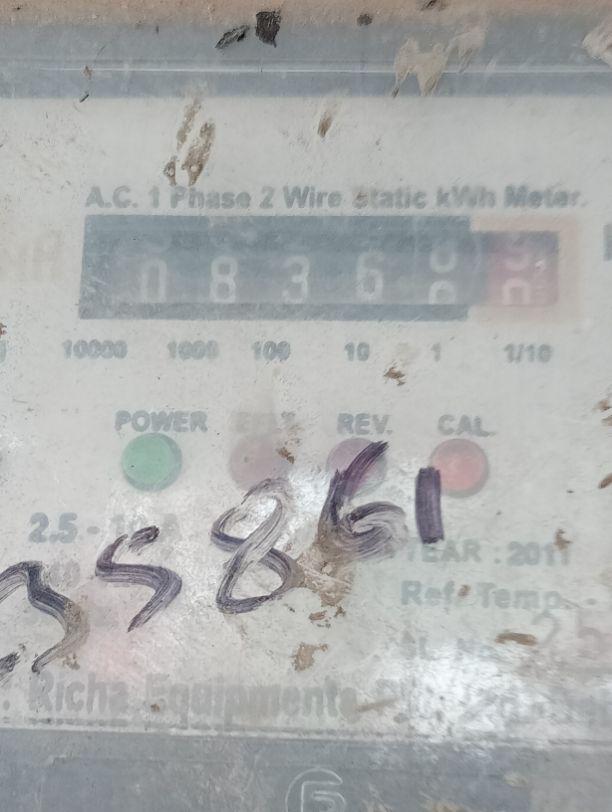 A.C. 1 Phase 2 Wire Static kWh Meter.
0 8 3 6
10000 1000 100 10 1 1/10
POWER REV. CAL.
2.5 -
35861
YEAR : 2011
Ref. Temp.
Richa Equipments